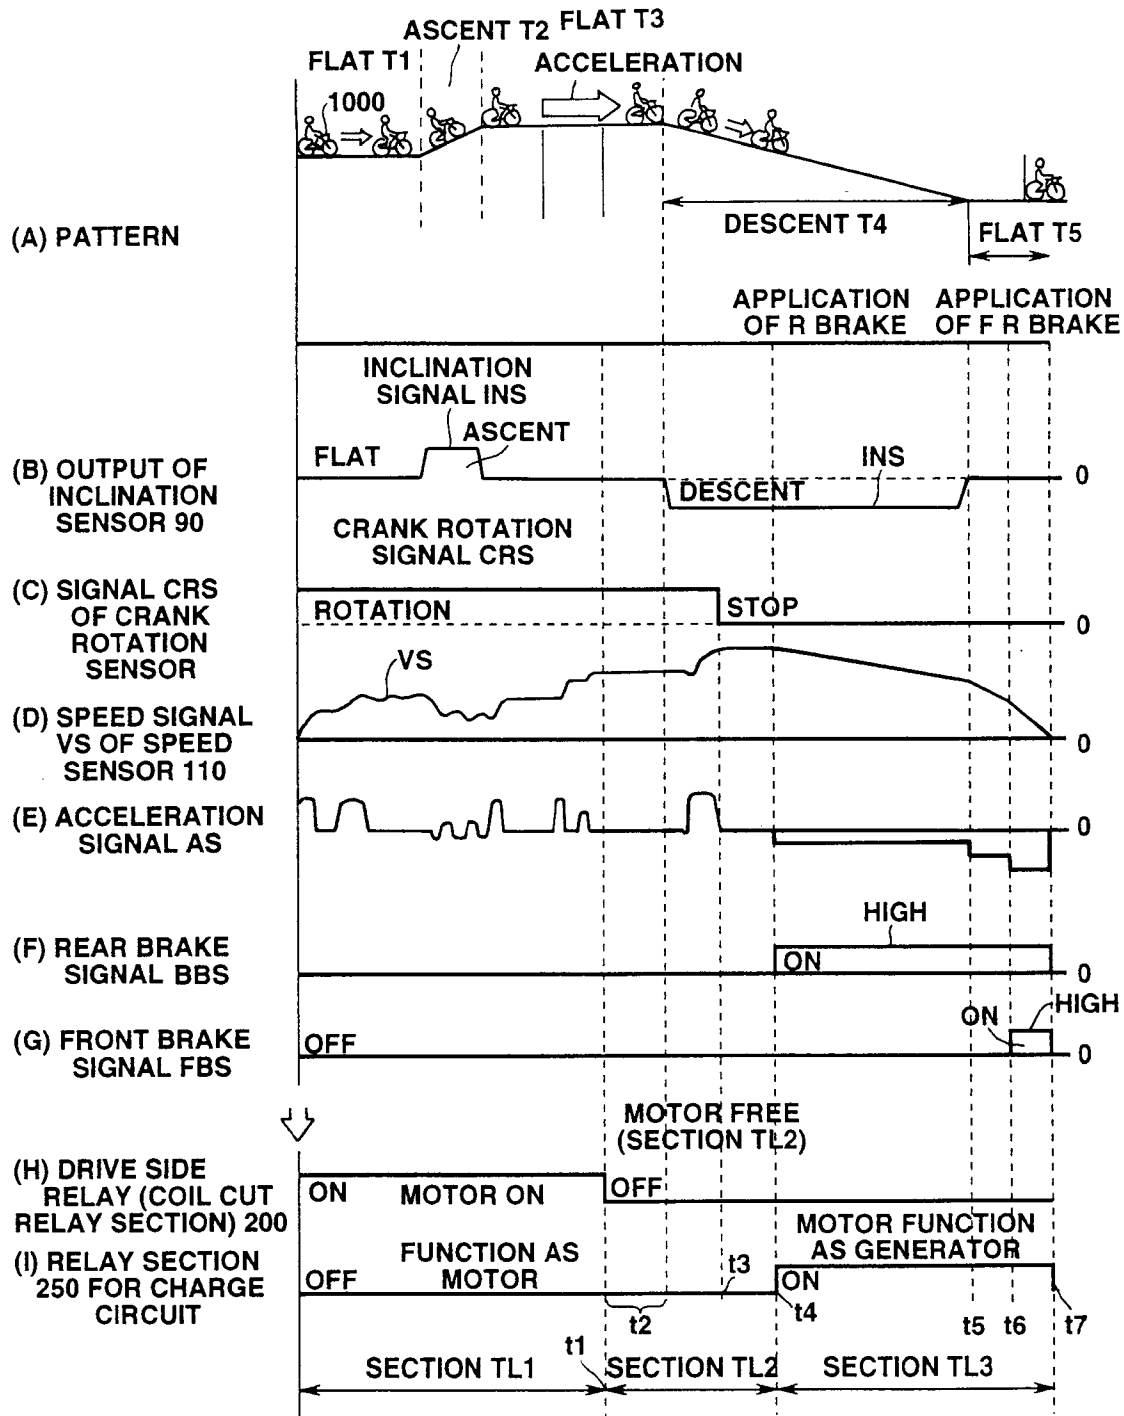 ASCENT T2
FLAT T3
FLAT T1
ACCELERATION
1000
(A) PATTERN
DESCENT T4
FLAT T5
APPLICATION
OF R BRAKE
APPLICATION
OF F R BRAKE
INCLINATION
SIGNAL INS
ASCENT
FLAT
INS
0
DESCENT
(B) OUTPUT OF
INCLINATION
SENSOR 90
CRANK ROTATION
SIGNAL CRS
(C) SIGNAL CRS
OF CRANK
ROTATION
SENSOR
ROTATION
STOP
0
VS
(D) SPEED SIGNAL
VS OF SPEED
SENSOR 110
0
(E) ACCELERATION
SIGNAL AS
0
HIGH
(F) REAR BRAKE
SIGNAL BBS
ON
0
ON
HIGH
(G) FRONT BRAKE
SIGNAL FBS
OFF
0
MOTOR FREE
(SECTION TL2)
(H) DRIVE SIDE
RELAY (COIL CUT
RELAY SECTION) 200
ON
MOTOR ON
OFF
MOTOR FUNCTION
AS GENERATOR
(I) RELAY SECTION
250 FOR CHARGE
CIRCUIT
FUNCTION AS
MOTOR
OFF
t3
ON
t4
t2
t5
t6
t7
t1
SECTION TL1
SECTION TL2
SECTION TL3